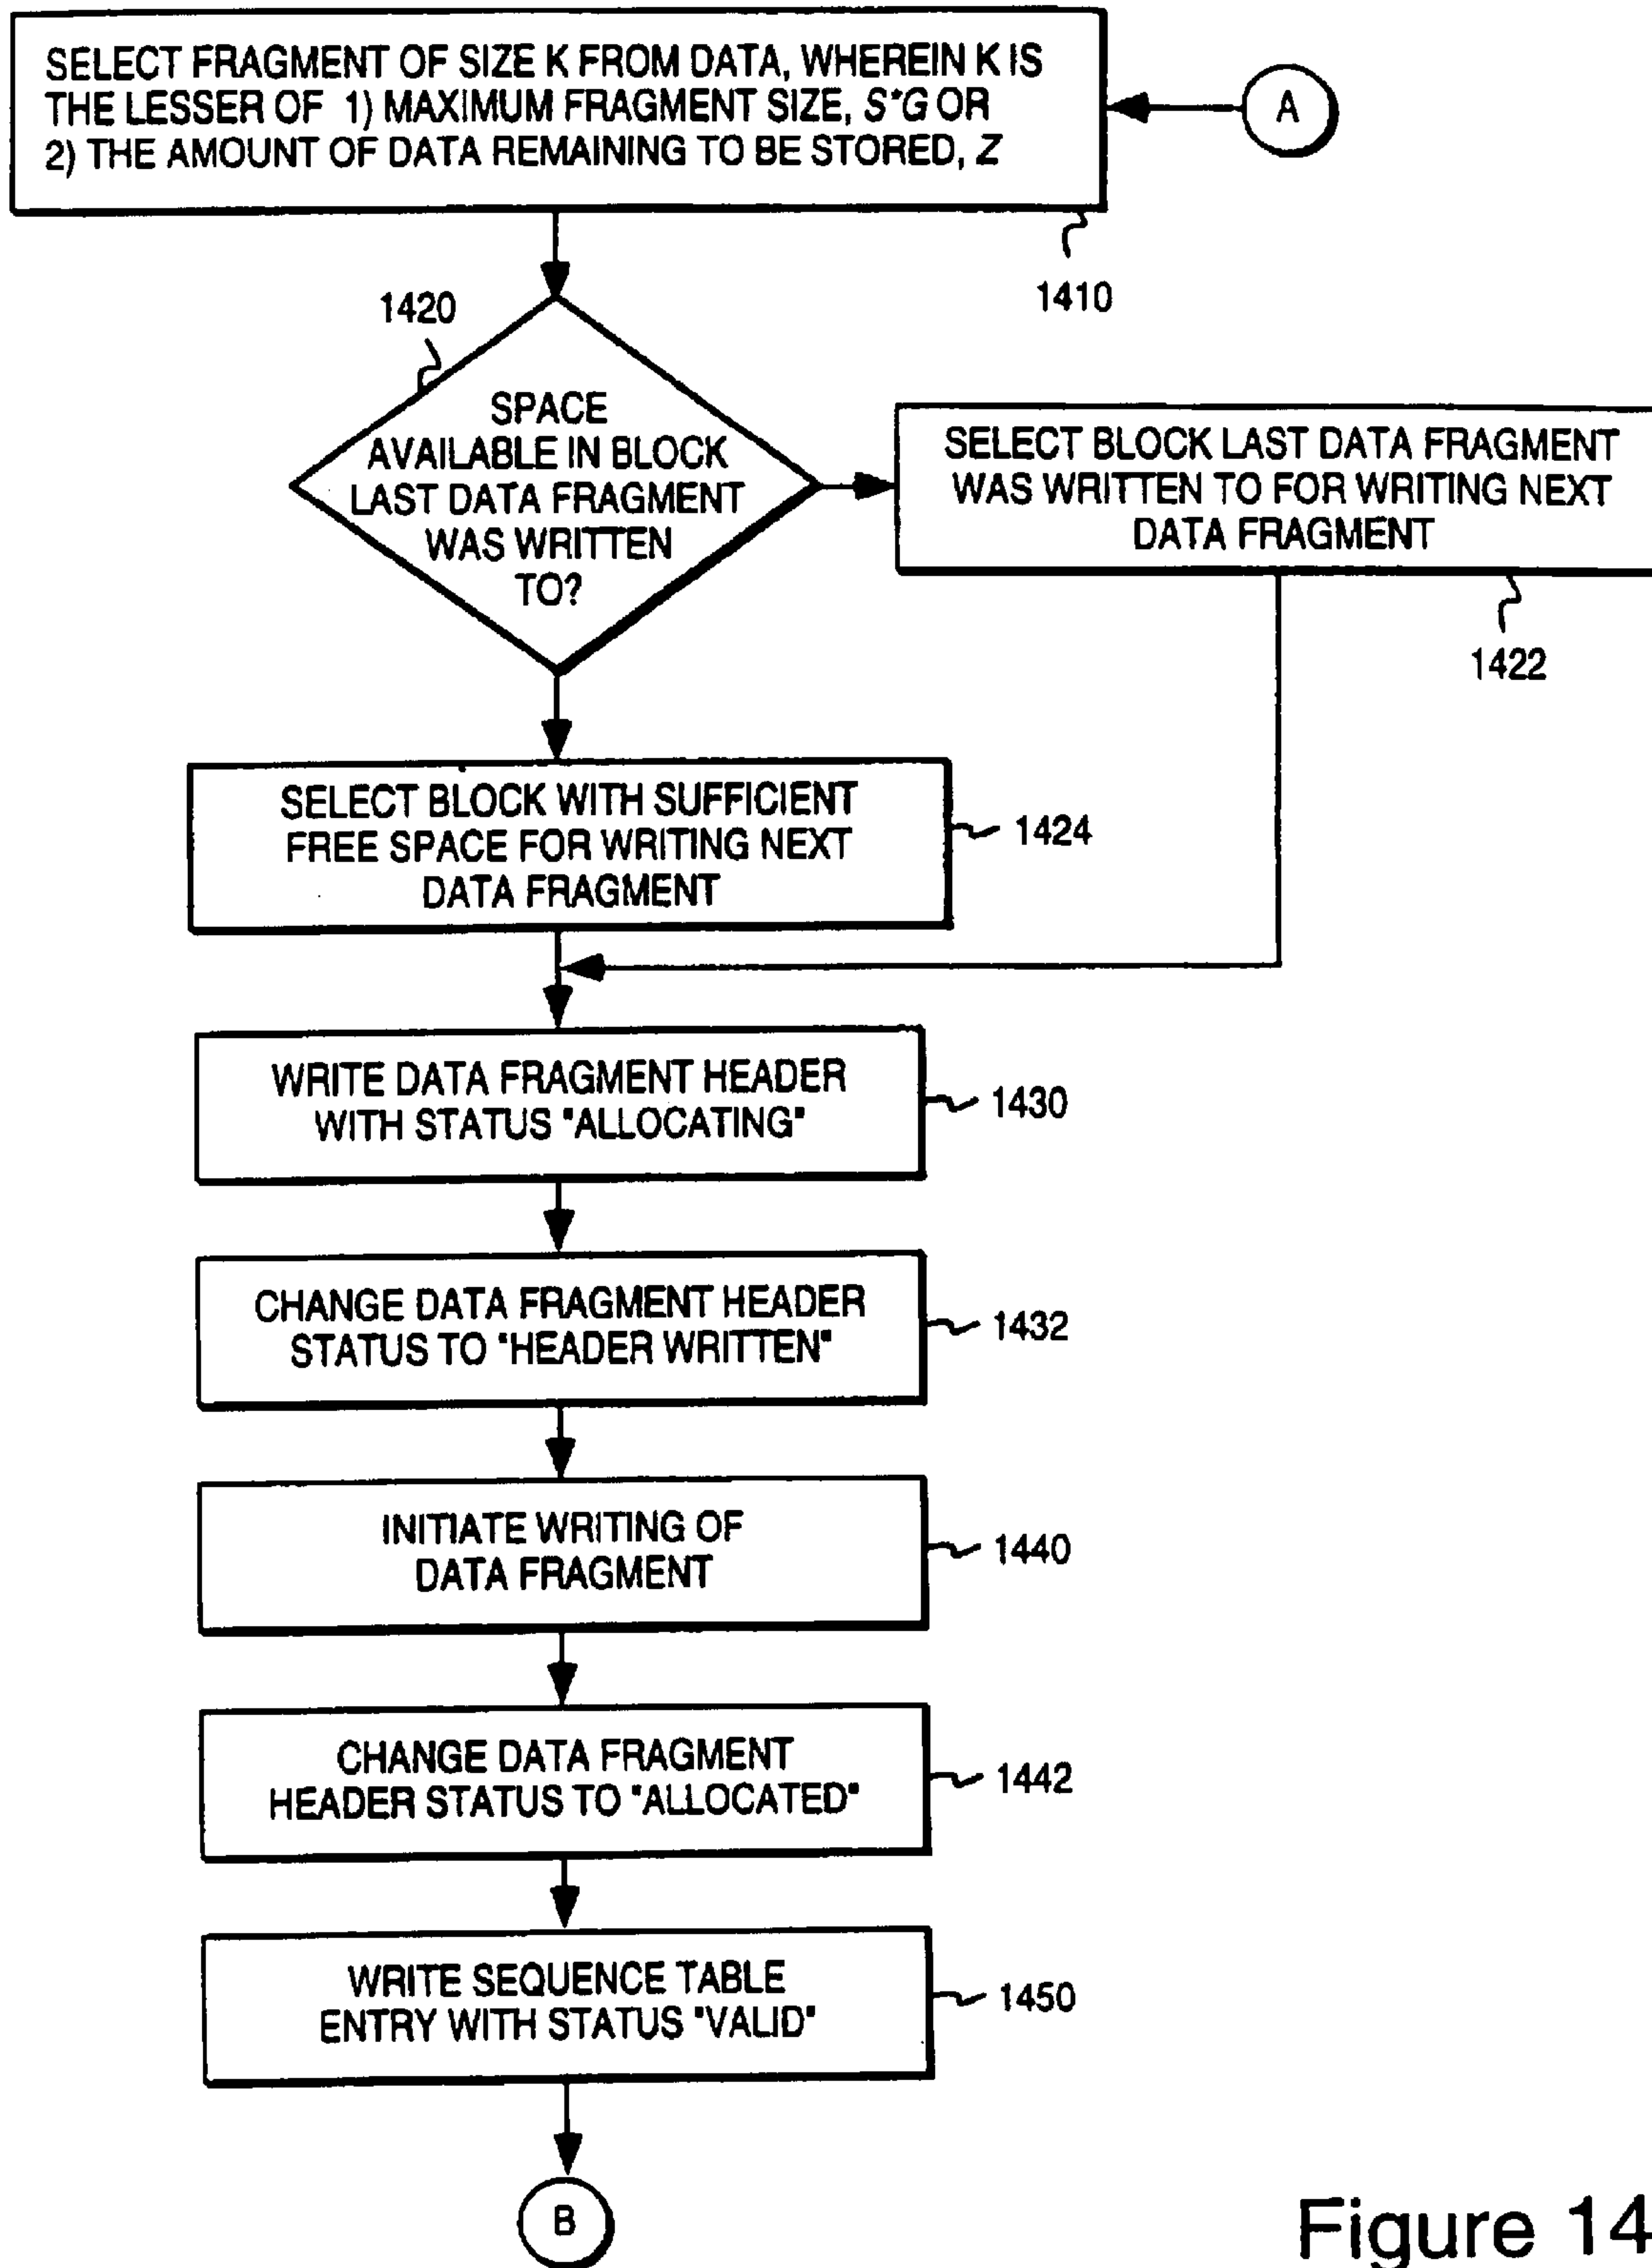 SELECT FRAGMENT OF SIZE K FROM DATA, WHEREIN K IS
THE LESSER OF 1) MAXIMUM FRAGMENT SIZE, S*G OR
2) THE AMOUNT OF DATA REMAINING TO BE STORED, Z
A
1410
1420
SPACE
AVAILABLE IN BLOCK
LAST DATA FRAGMENT
WAS WRITTEN
TO?
SELECT BLOCK LAST DATA FRAGMENT
WAS WRITTEN TO FOR WRITING NEXT
DATA FRAGMENT
1422
SELECT BLOCK WITH SUFFICIENT
FREE SPACE FOR WRITING NEXT
DATA FRAGMENT
1424
WRITE DATA FRAGMENT HEADER
WITH STATUS "ALLOCATING"
1430
CHANGE DATA FRAGMENT HEADER
STATUS TO "HEADER WRITTEN"
1432
INITIATE WRITING OF
DATA FRAGMENT
1440
CHANGE DATA FRAGMENT
HEADER STATUS TO "ALLOCATED"
1442
WRITE SEQUENCE TABLE
ENTRY WITH STATUS "VALID"
1450
B
Figure 14